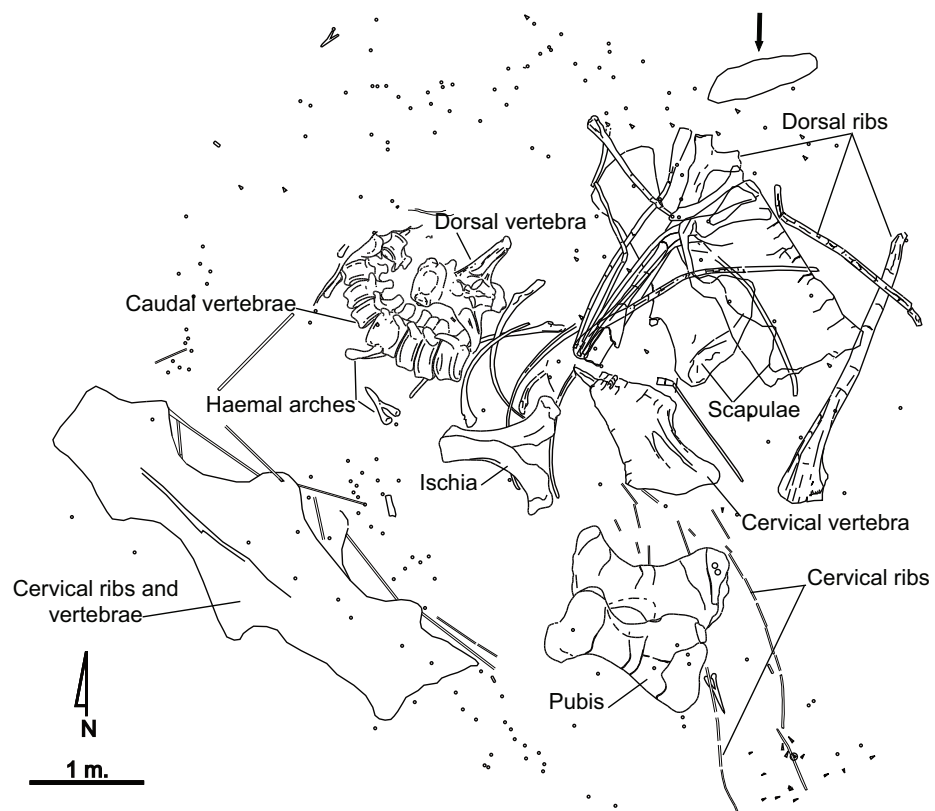 Dorsal ribs
Dorsal vertebra
Caudal vertebrae
Haemal arches
Scapulae
Ischia
Cervical vertebra
Cervical ribs and
vertebrae
Cervical ribs
Pubis
N
1 m.